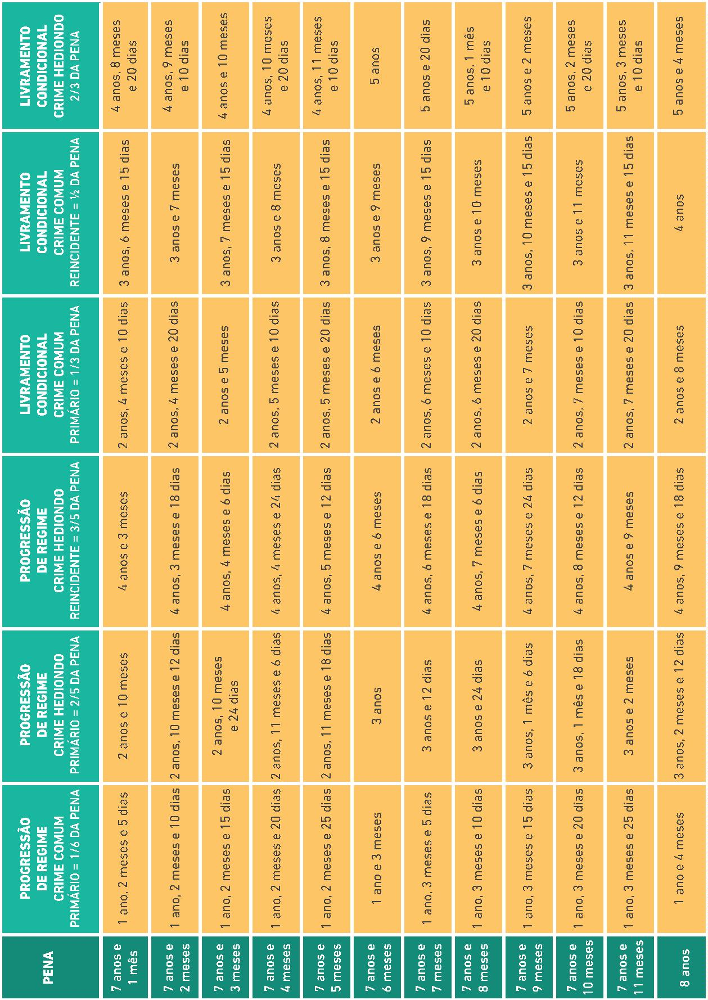 PENA
PROGRESSÃO
DE REGIME
CRIME COMUM
PRIMÁRIO = 1/6 DA PENA
PROGRESSÃO
DE REGIME
CRIME HEDIONDO
PRIMÁRIO = 2/5 DA PENA
PROGRESSÃO
DE REGIME
CRIME HEDIONDO
REINCIDENTE = 3/5 DA PENA
LIVRAMENTO
CONDICIONAL
CRIME COMUM
PRIMÁRIO = 1/3 DA PENA
LIVRAMENTO
CONDICIONAL
CRIME COMUM
REINCIDENTE = ½ DA PENA
LIVRAMENTO
CONDICIONAL
CRIME HEDIONDO
2/3 DA PENA
7 anos e
1 mês
1 ano, 2 meses e 5 dias
2 anos e 10 meses
4 anos e 3 meses
2 anos, 4 meses e 10 dias
3 anos, 6 meses e 15 dias
4 anos, 8 meses
e 20 dias
7 anos e
2 meses
1 ano, 2 meses e 10 dias
2 anos, 10 meses e 12 dias
4 anos, 3 meses e 18 dias
2 anos, 4 meses e 20 dias
3 anos e 7 meses
4 anos, 9 meses
e 10 dias
7 anos e
3 meses
1 ano, 2 meses e 15 dias
2 anos, 10 meses
e 24 dias
4 anos, 4 meses e 6 dias
2 anos e 5 meses
3 anos, 7 meses e 15 dias
4 anos e 10 meses
7 anos e
4 meses
1 ano, 2 meses e 20 dias
2 anos, 11 meses e 6 dias
4 anos, 4 meses e 24 dias
2 anos, 5 meses e 10 dias
3 anos e 8 meses
4 anos, 10 meses
e 20 dias
7 anos e
5 meses
1 ano, 2 meses e 25 dias
2 anos, 11 meses e 18 dias
4 anos, 5 meses e 12 dias
2 anos, 5 meses e 20 dias
3 anos, 8 meses e 15 dias
4 anos, 11 meses
e 10 dias
7 anos e
6 meses
1 ano e 3 meses
3 anos
4 anos e 6 meses
2 anos e 6 meses
3 anos e 9 meses
5 anos
7 anos e
7 meses
1 ano, 3 meses e 5 dias
3 anos e 12 dias
4 anos, 6 meses e 18 dias
2 anos, 6 meses e 10 dias
3 anos, 9 meses e 15 dias
5 anos e 20 dias
7 anos e
8 meses
1 ano, 3 meses e 10 dias
3 anos e 24 dias
4 anos, 7 meses e 6 dias
2 anos, 6 meses e 20 dias
3 anos e 10 meses
5 anos, 1 mês
e 10 dias
7 anos e
9 meses
1 ano, 3 meses e 15 dias
3 anos, 1 mês e 6 dias
4 anos, 7 meses e 24 dias
2 anos e 7 meses
3 anos, 10 meses e 15 dias
5 anos e 2 meses
7 anos e
10 meses
1 ano, 3 meses e 20 dias
3 anos, 1 mês e 18 dias
4 anos, 8 meses e 12 dias
2 anos, 7 meses e 10 dias
3 anos e 11 meses
5 anos, 2 meses
e 20 dias
7 anos e
11 meses
1 ano, 3 meses e 25 dias
3 anos e 2 meses
4 anos e 9 meses
2 anos, 7 meses e 20 dias
3 anos, 11 meses e 15 dias
5 anos, 3 meses
e 10 dias
8 anos
1 ano e 4 meses
3 anos, 2 meses e 12 dias
4 anos, 9 meses e 18 dias
2 anos e 8 meses
4 anos
5 anos e 4 meses